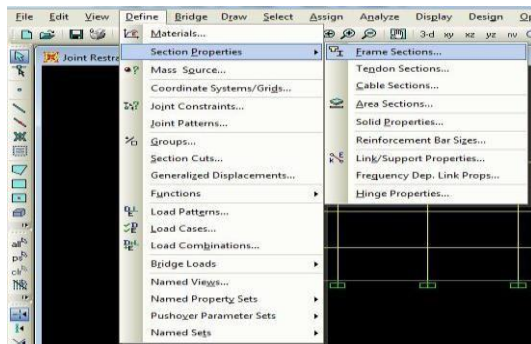 File Edit View Define Bridge Draw Select Assign Analyze Display Design
3-d xy xz yz nv
Joint Restra
Materials...
Section Properties
Mass Source...
Coordinate Systems/Grids...
Joint Constraints...
Joint Patterns...
Groups...
Section Cuts...
Generalized Displacements...
Functions
Load Patterns...
Load Cases...
Load Combinations...
Bridge Loads
Named Views...
Named Property Sets
Pushover Parameter Sets
Named Sets
Frame Sections...
Tendon Sections...
Cable Sections...
Area Sections...
Solid Properties...
Reinforcement Bar Sizes...
Link/Support Properties...
Frequency Dep. Link Props...
Hinge Properties...
all
ps
clr